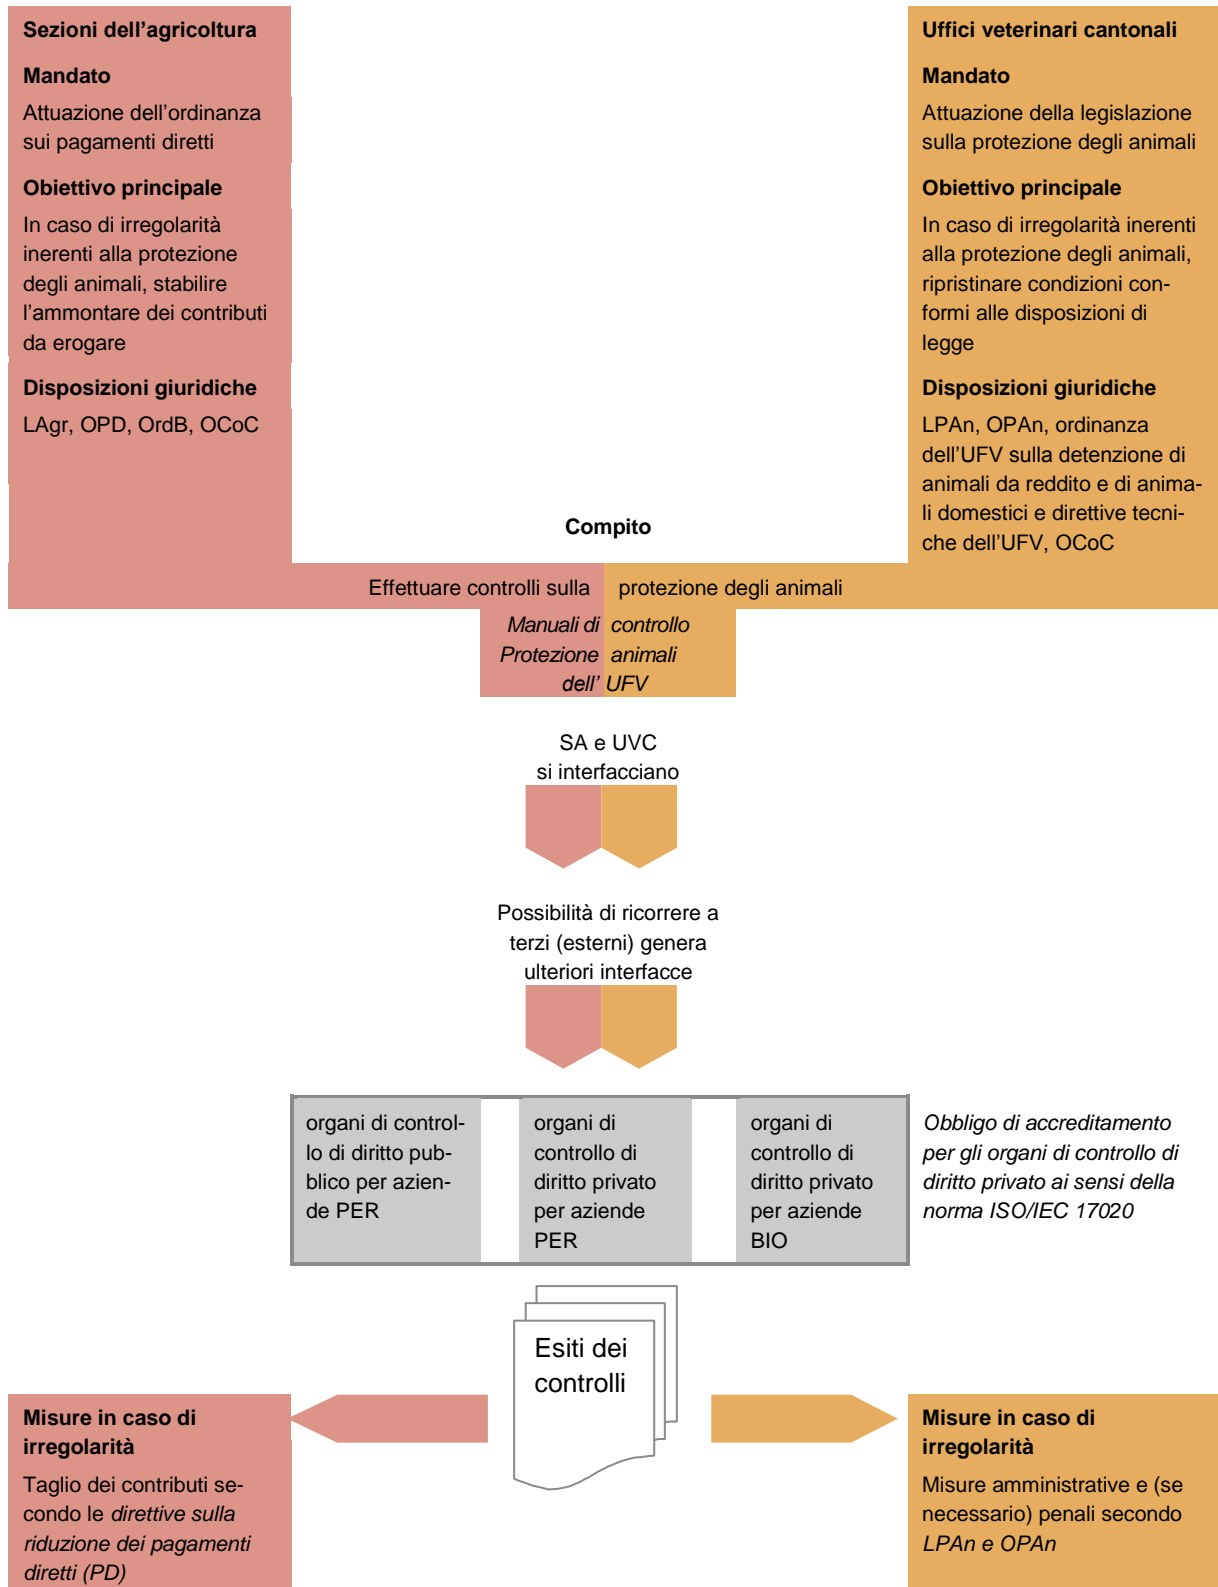 Sezioni dell’agricoltura
Mandato
Attuazione dell’ordinanza
sui pagamenti diretti
Obiettivo principale
In caso di irregolarità
inerenti alla protezione
degli animali, stabilire
l’ammontare dei contributi
da erogare
Disposizioni giuridiche
LAgr, OPD, OrdB, OCoC
Uffici veterinari cantonali
Mandato
Attuazione della legislazione
sulla protezione degli animali
Obiettivo principale
In caso di irregolarità inerenti
alla protezione degli animali,
ripristinare condizioni con-
formi alle disposizioni di
legge
Disposizioni giuridiche
LPAn, OPAn, ordinanza
dell’UFV sulla detenzione di
animali da reddito e di anima-
li domestici e direttive tecni-
che dell’UFV, OCoC
Compito
Effettuare controlli sulla protezione degli animali
Manuali di controllo
Protezione animali
dell’ UFV
SA e UVC
si interfacciano
Possibilità di ricorrere a
terzi (esterni) genera
ulteriori interfacce
organi di control-
lo di diritto pub-
blico per azien-
de PER
organi di
controllo di
diritto privato
per aziende
PER
organi di
controllo di
diritto privato
per aziende
BIO
Obbligo di accreditamento
per gli organi di controllo di
diritto privato ai sensi della
norma ISO/IEC 17020
Esiti dei
controlli
Misure in caso di
irregolarità
Taglio dei contributi se-
condo le direttive sulla
riduzione dei pagamenti
diretti (PD)
Misure in caso di
irregolarità
Misure amministrative e (se
necessario) penali secondo
LPAn e OPAn